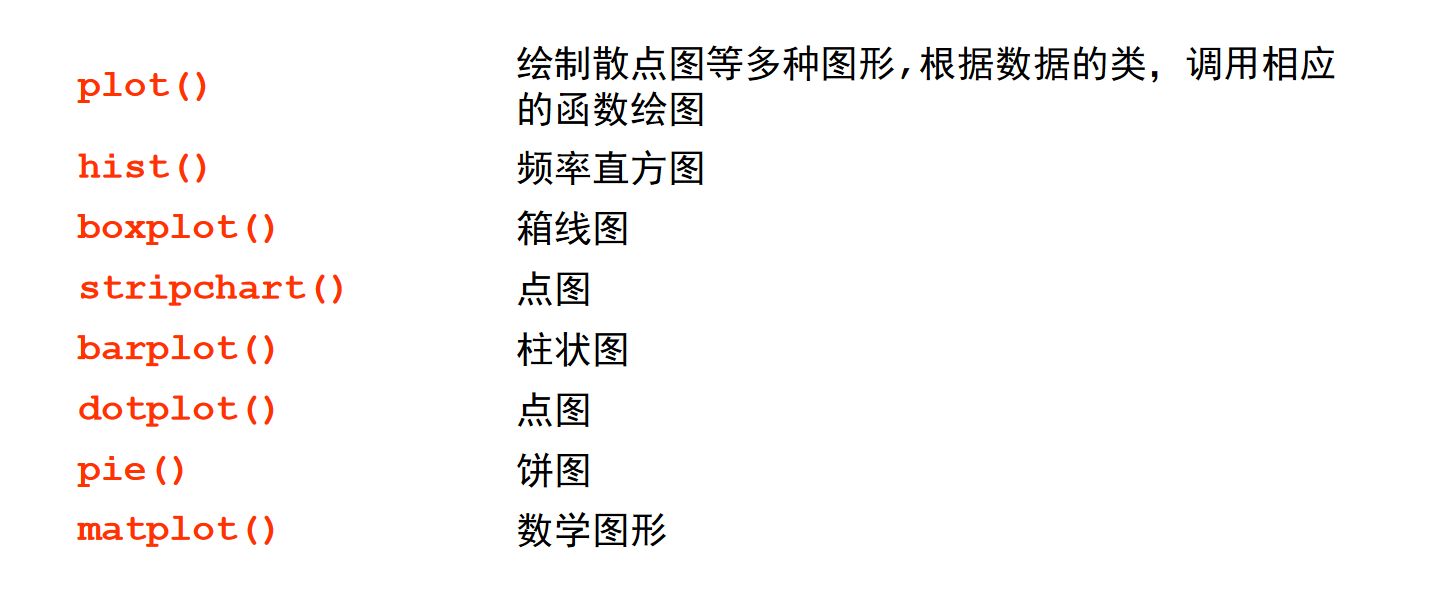 plot() 绘制散点图等多种图形,根据数据的类，调用相应
的函数绘图
hist() 频率直方图
boxplot() 箱线图
stripchart() 点图
barplot() 柱状图
dotplot() 点图
pie() 饼图
matplot() 数学图形